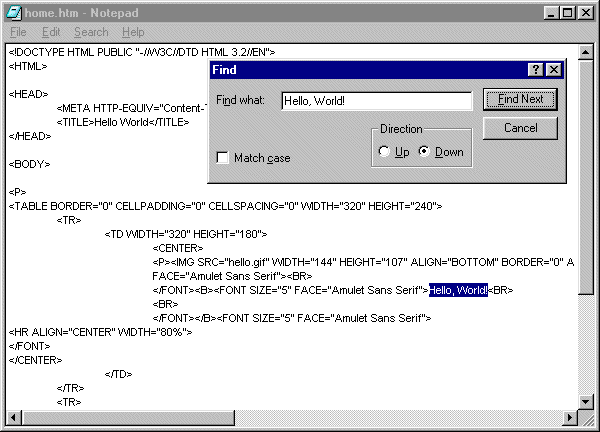 home.htm - Notepad
File Edit Search Help
<!DOCTYPE HTML PUBLIC "-//W3C//DTD HTML 3.2//EN">
<HTML>
<HEAD>
<META HTTP-EQUIV="Content-T
<TITLE>Hello World</TITLE>
</HEAD>
<BODY>
<P>
<TABLE BORDER="0" CELLPADDING="0" CELLSPACING="0" WIDTH="320" HEIGHT="240">
<TR>
<TD WIDTH="320" HEIGHT="180">
<CENTER>
<P><IMG SRC="hello.gif" WIDTH="144" HEIGHT="107" ALIGN="BOTTOM" BORDER="0" A
FACE="Amulet Sans Serif"><BR>
</FONT><B><FONT SIZE="5" FACE="Amulet Sans Serif">Hello, World!<BR>
<BR>
</FONT></B><FONT SIZE="5" FACE="Amulet Sans Serif">
<HR ALIGN="CENTER" WIDTH="80%">
</FONT>
</CENTER>
</TD>
</TR>
<TR>
Find
Find what: Hello, World! Find Next
Cancel
Direction
Match case Up Down